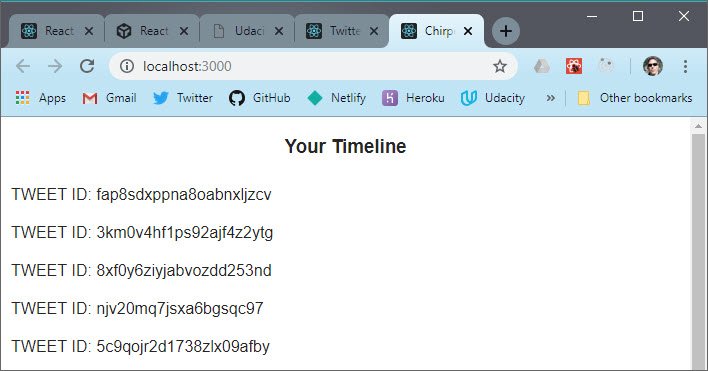 React
React
Udaci
Twitte
Chirpe
localhost:3000
Apps
Gmail
Twitter
GitHub
Netlify
Heroku
Udacity
»
Other bookmarks
Your Timeline
TWEET ID: fap8sdxppna8oabnxljzcv
TWEET ID: 3km0v4hf1ps92ajf4z2ytg
TWEET ID: 8xf0y6ziyjabvozdd253nd
TWEET ID: njv20mq7jsxa6bgsqc97
TWEET ID: 5c9qojr2d1738zlx09afby